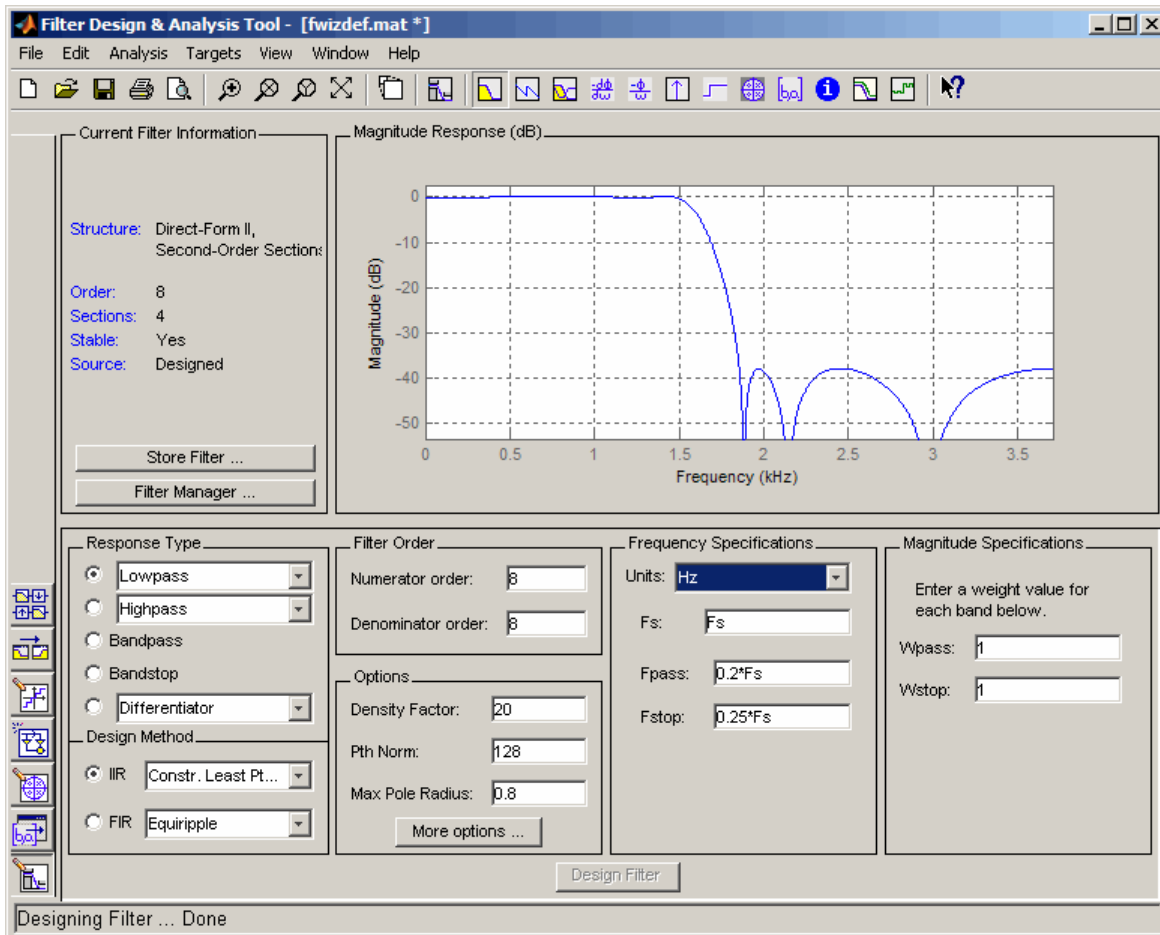 Filter Design & Analysis Tool - [fwizdef.mat *]
File Edit Analysis Targets View Window Help
Current Filter Information
Structure: Direct-Form II,
Second-Order Sections
Order: 8
Sections: 4
Stable: Yes
Source: Designed
Store Filter ...
Filter Manager ...
Magnitude Response (dB)
Magnitude (dB)
0
-10
-20
-30
-40
-50
0 0.5 1 1.5 2 2.5 3 3.5
Frequency (kHz)
Response Type
Lowpass
Highpass
Bandpass
Bandstop
Differentiator
Design Method
IIR Constr. Least Pt...
FIR Equiripple
Filter Order
Numerator order: 8
Denominator order: 8
Options
Density Factor: 20
Pth Norm: 128
Max Pole Radius: 0.8
More options ...
Frequency Specifications
Units: Hz
Fs: Fs
Fpass: 0.2*Fs
Fstop: 0.25*Fs
Magnitude Specifications
Enter a weight value for
each band below.
Wpass: 1
Wstop: 1
Design Filter
Designing Filter ... Done